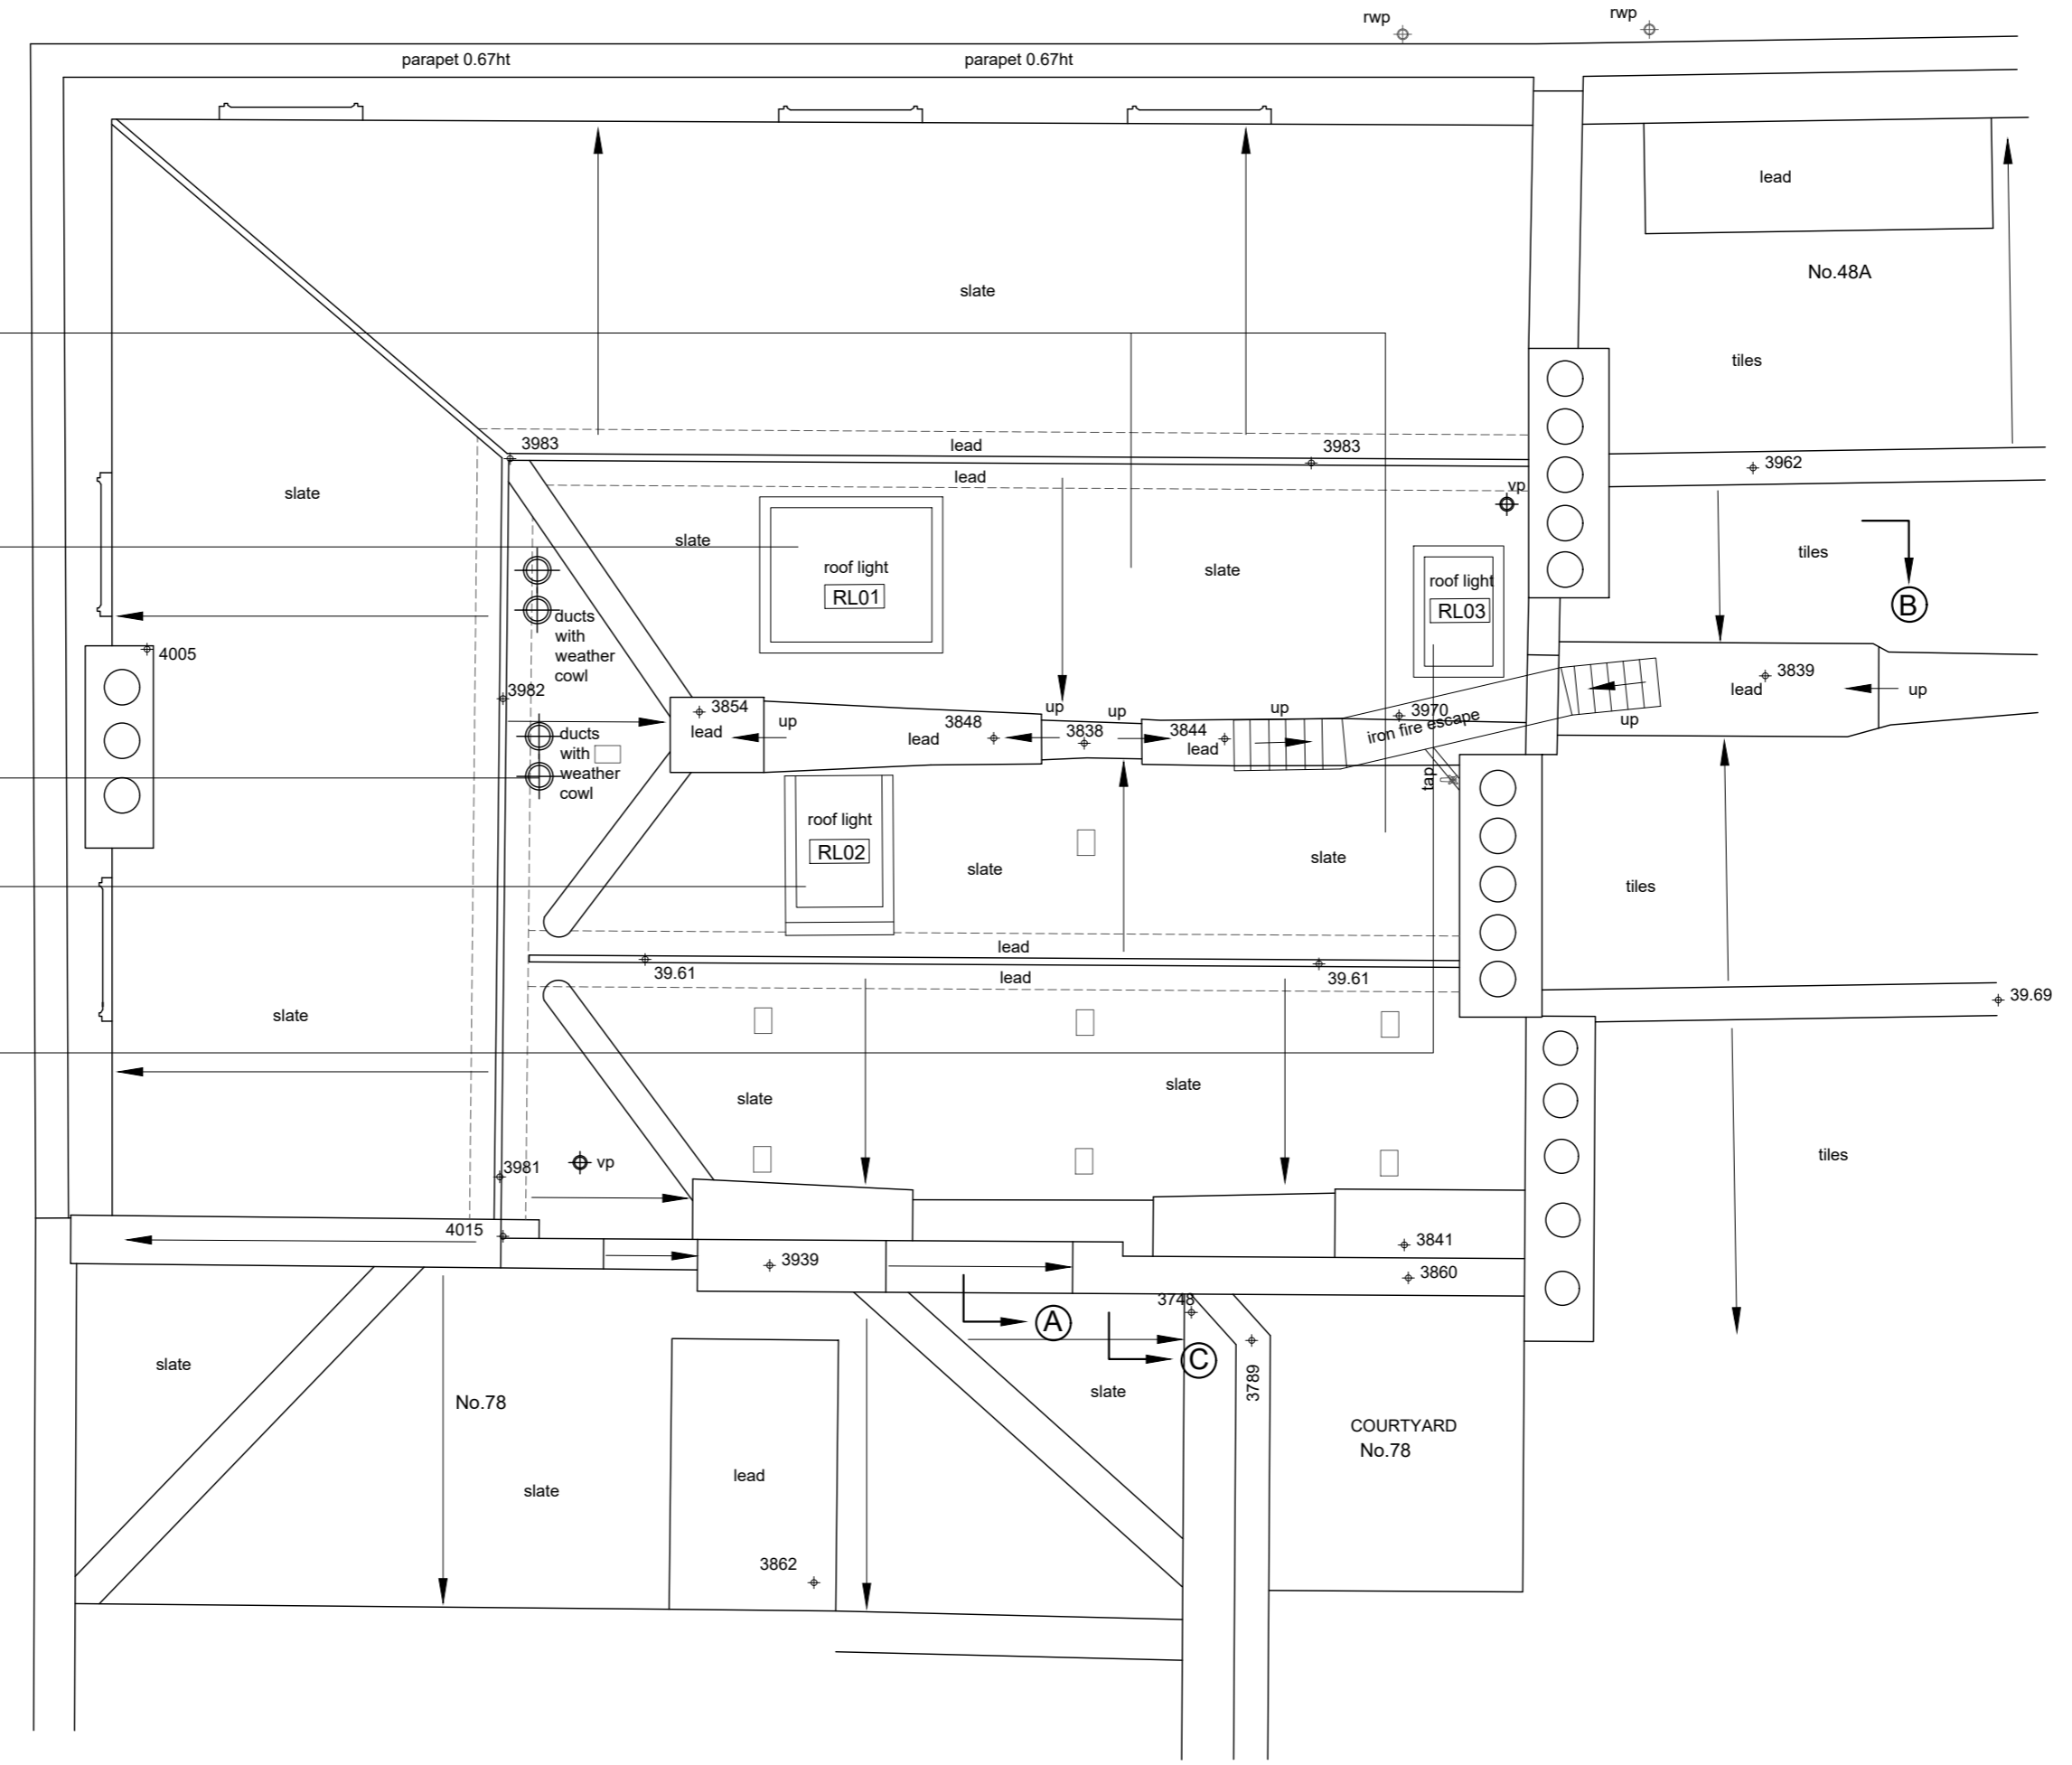 rwp
rwp
parapet 0.67ht
parapet 0.67ht
lead
No.48A
slate
tiles
3983
lead
3983
lead
3962
slate
vp
slate
roof light
RL01
slate
roof light
RL03
tiles
B
ducts
with
weather
cowl
4005
3982
3854
lead
up
3848
lead
up
3838
up
3844
lead
up
3970
iron fire escape
up
3839
lead
up
ducts
with
weather
cowl
tap
roof light
RL02
slate
slate
tiles
lead
39.61
lead
39.61
39.69
slate
slate
slate
tiles
vp
3981
4015
3939
3841
3860
3748
A
C
3789
slate
No.78
slate
COURTYARD
No.78
lead
slate
3862